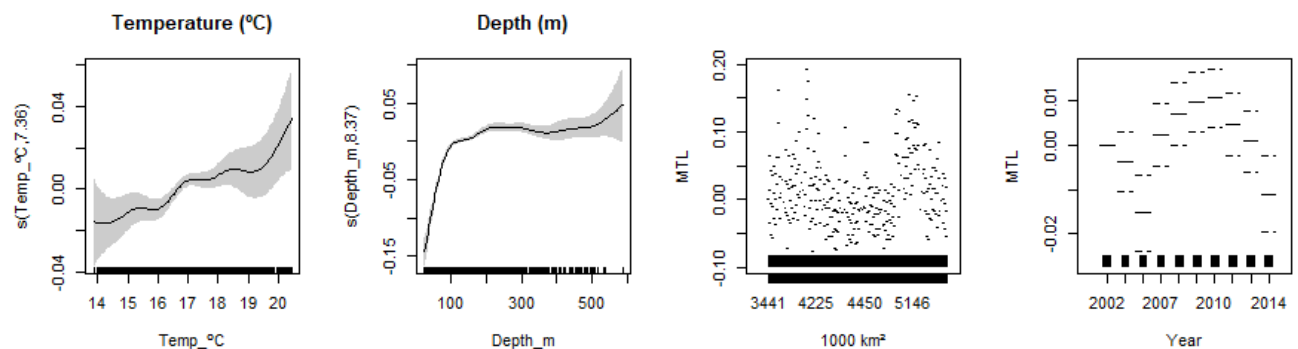 Temperature (ºC)
s(Temp_ºC,7.36)
0.04
0.00
-0.04
14 15 16 17 18 19 20
Temp_ºC
Depth (m)
s(Depth_m,8.37)
0.05
-0.05
-0.15
100 300 500
Depth_m
MTL
0.20
0.10
0.00
-0.10
3441 4225 4450 5146
1000 km²
MTL
0.01
0.00
-0.02
2002 2007 2010 2014
Year